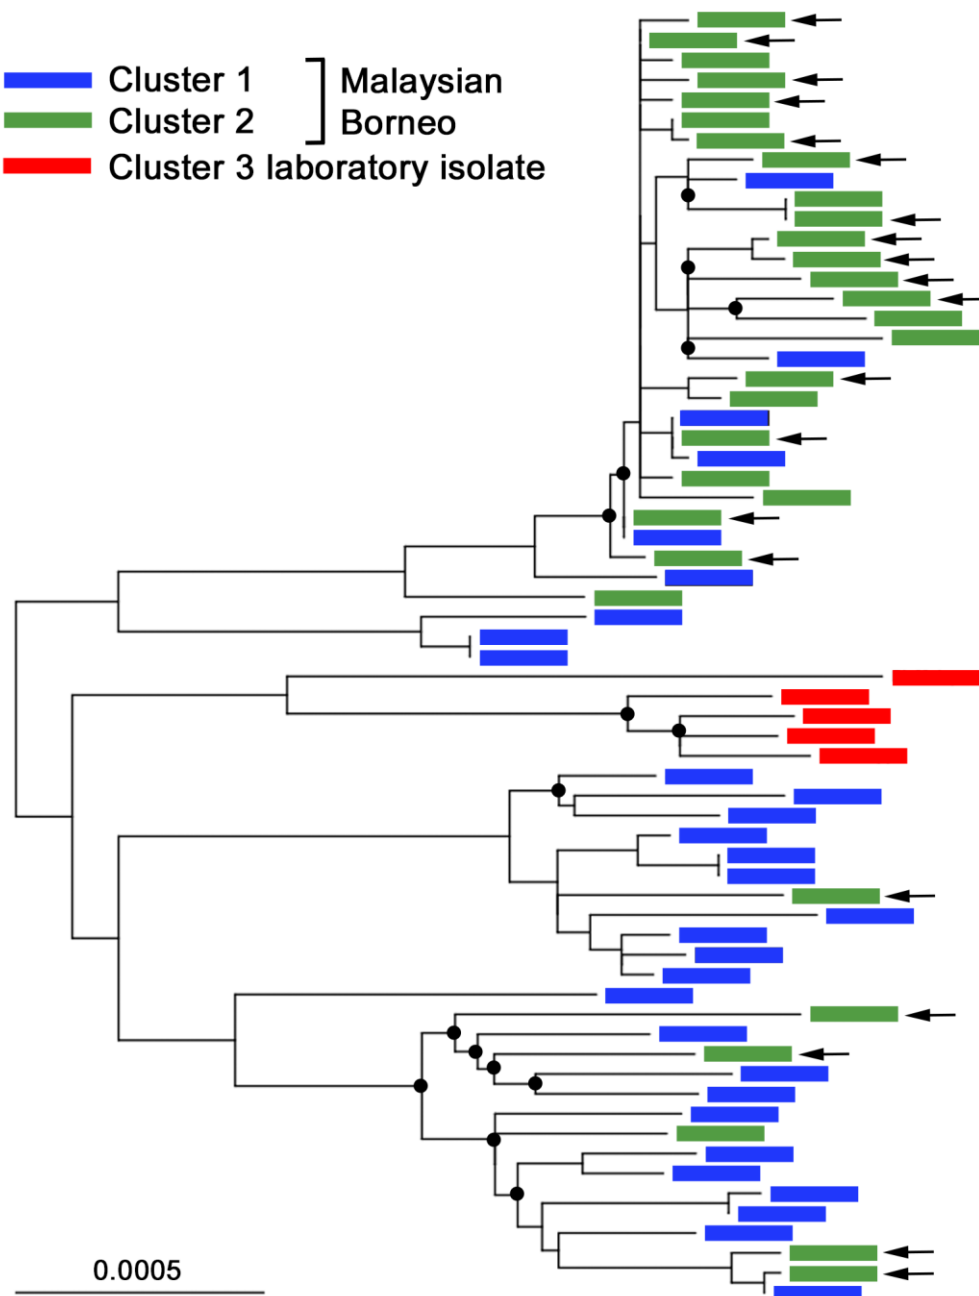 Cluster 1
Malaysian
Cluster 2
Borneo
Cluster 3 laboratory isolate
0.0005